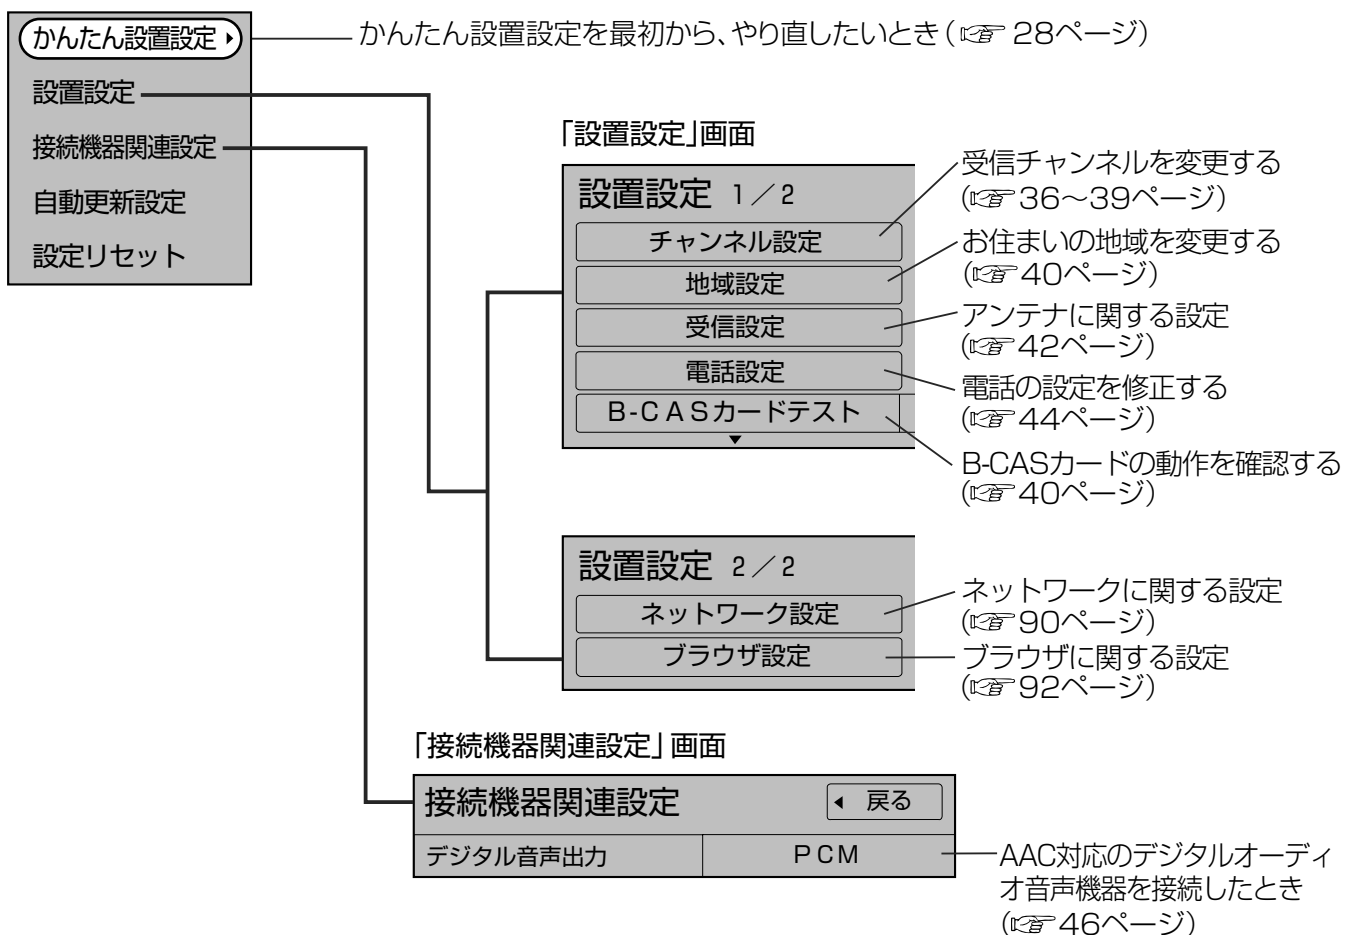 かんたん設置設定
かんたん設置設定を最初から、やり直したいとき(☞ 28ページ)
設置設定
接続機器関連設定
自動更新設定
設定リセット
「設置設定」画面
設置設定 1／2
チャンネル設定
地域設定
受信設定
電話設定
B-CASカードテスト
受信チャンネルを変更する
(☞36～39ページ)
お住まいの地域を変更する
(☞40ページ)
アンテナに関する設定
(☞42ページ)
電話の設定を修正する
(☞44ページ)
B-CASカードの動作を確認する
(☞40ページ)
設置設定 2／2
ネットワーク設定
ブラウザ設定
ネットワークに関する設定
(☞90ページ)
ブラウザに関する設定
(☞92ページ)
「接続機器関連設定」画面
接続機器関連設定
戻る
デジタル音声出力
PCM
AAC対応のデジタルオーディ
オ音声機器を接続したとき
(☞46ページ)